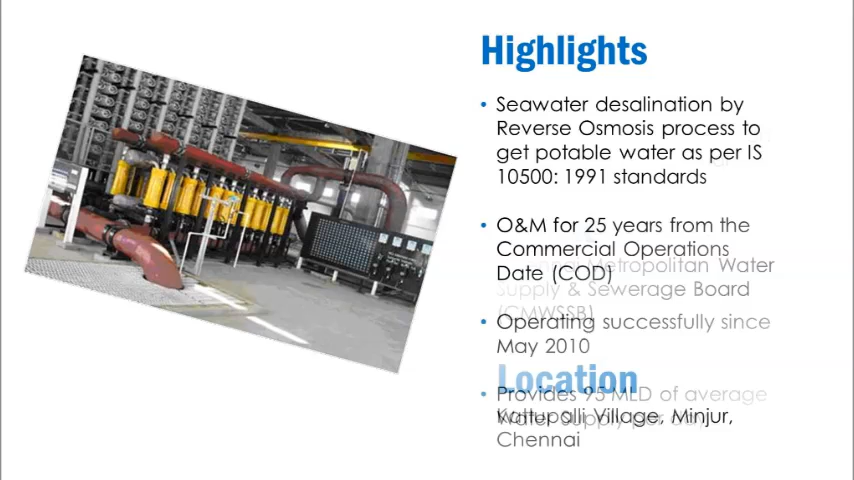 Highlights
• Seawater desalination by
Reverse Osmosis process to
get potable water as per IS
10500: 1991 standards
• O&M for 25 years from the
Commercial Operations
Metropolitan Water
Date (COD)
Supply & Sewerage Board
(CMWSSB)
• Operating successfully since
May 2010
Location
• Provides 95 MLD of average
Kattupalli Village, Minjur,
Chennai